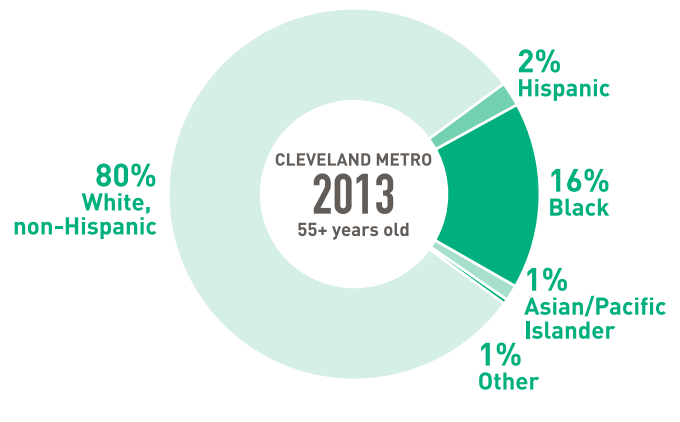 2%
Hispanic
CLEVELAND METRO
2013
55+ years old
80%
White,
non-Hispanic
16%
Black
1%
Asian/Pacific
Islander
1%
Other